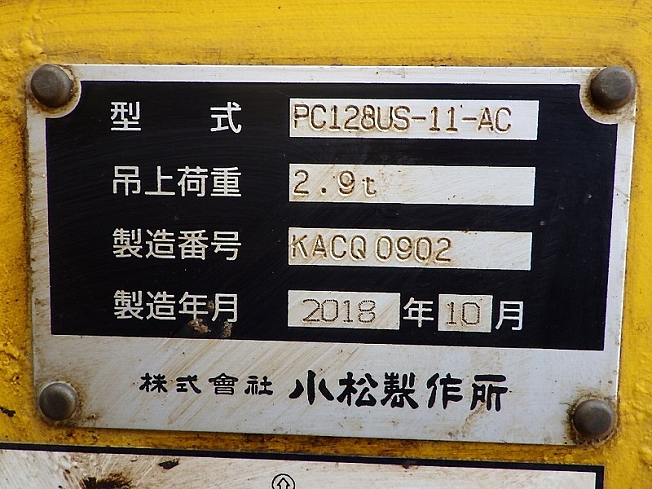 型 式 PC128US-11-AC
吊上荷重 2.9t
製造番号 KACQ0902
製造年月 2018年10月
株式會社 小松製作所